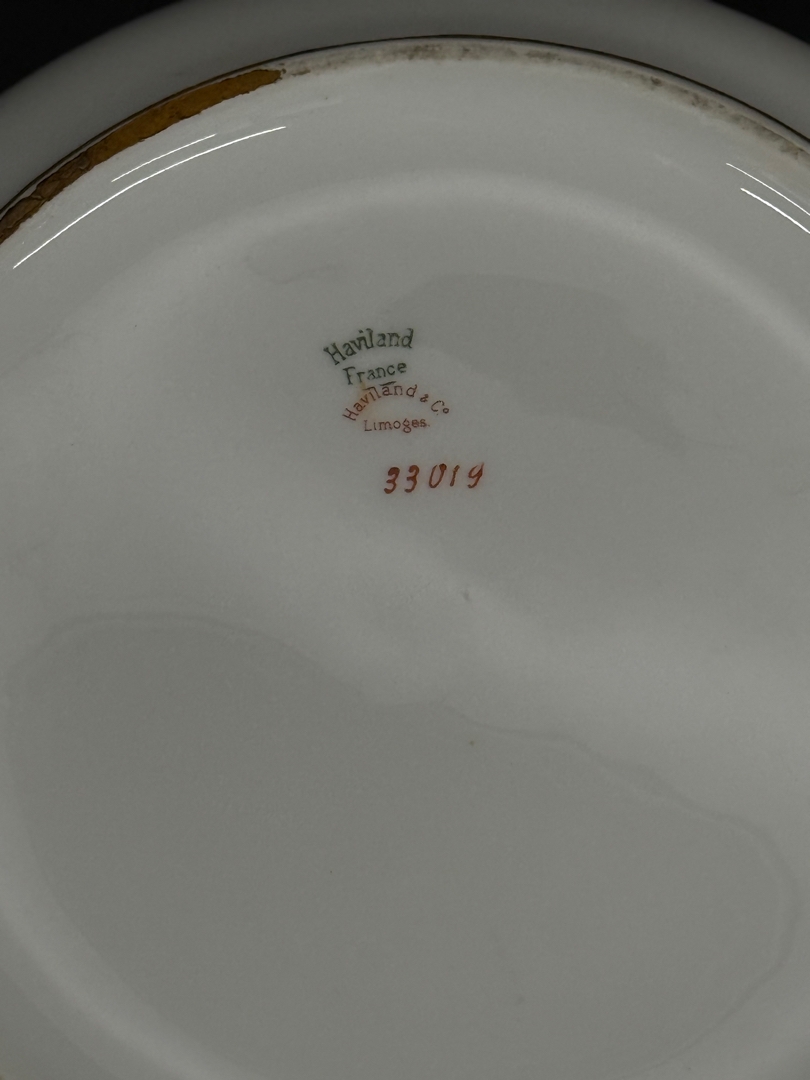 Haviland
France
Haviland & Co
Limoges.
33019